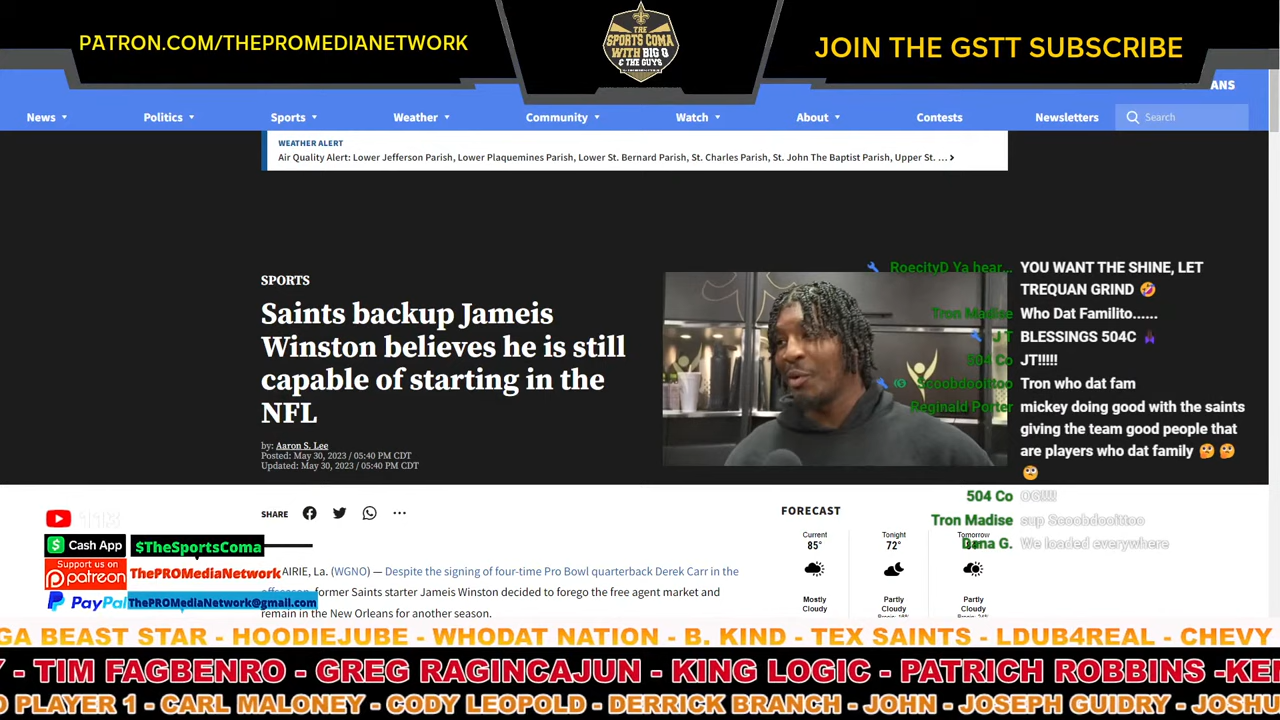 PATRON.COM/THEPROMEDIANETWORK
THE
SPORTS COMA
WITH BIG Q
& THE GUYS
JOIN THE GSTT SUBSCRIBE
ANS
News
Politics
Sports
Weather
Community
Watch
About
Contests
Newsletters
Search
WEATHER ALERT
Air Quality Alert: Lower Jefferson Parish, Lower Plaquemines Parish, Lower St. Bernard Parish, St. Charles Parish, St. John The Baptist Parish, Upper St. ...
SPORTS
Saints backup Jameis
Winston believes he is still
capable of starting in the
NFL
by: Aaron S. Lee
Posted: May 30, 2023 / 05:40 PM CDT
Updated: May 30, 2023 / 05:40 PM CDT
RoecityD Ya hear... YOU WANT THE SHINE, LET
TREQUAN GRIND 🤣
Tron Madise Who Dat Familito......
J T BLESSINGS 504C
504 Co JT!!!!!
Scoobdooittoo Tron who dat fam
Reginald Porter mickey doing good with the saints
giving the team good people that
are players who dat family 🤔 🤔
🤔
504 Co OG!!!!
Tron Madise sup Scoobdooittoo
Dana G. We loaded everywhere
SHARE
FORECAST
Current
85°
Mostly
Cloudy
Tonight
72°
Partly
Cloudy
Tomorrow
Partly
Cloudy
113
Cash App $TheSportsComa
Support us on
patreon ThePROMediaNetwork
PayPal ThePROMediaNetwork@gmail.com
AIRIE, La. (WGNO) — Despite the signing of four-time Pro Bowl quarterback Derek Carr in the
former Saints starter Jameis Winston decided to forego the free agent market and
remain in the New Orleans for another season.
GA BEAST STAR - HOODIEJUBE - WHODAT NATION - B. KIND - TEX SAINTS - LDUB4REAL - CHEVY
Y - TIM FAGBENRO - GREG RAGINCAJUN - KING LOGIC - PATRICH ROBBINS -KE
O PLAYER 1 - CARL MALONEY - CODY LEOPOLD - DERRICK BRANCH - JOHN - JOSEPH GUIDRY - JOSHU